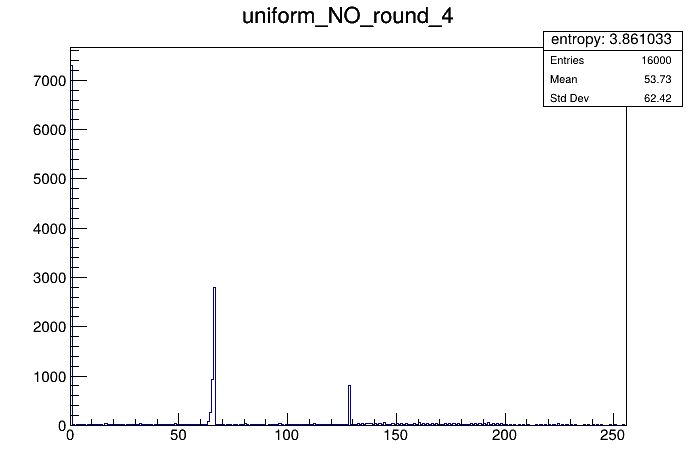 uniform_NO_round_4
entropy: 3.861033
Entries 16000
Mean 53.73
Std Dev 62.42
7000
6000
5000
4000
3000
2000
1000
0
0 50 100 150 200 250